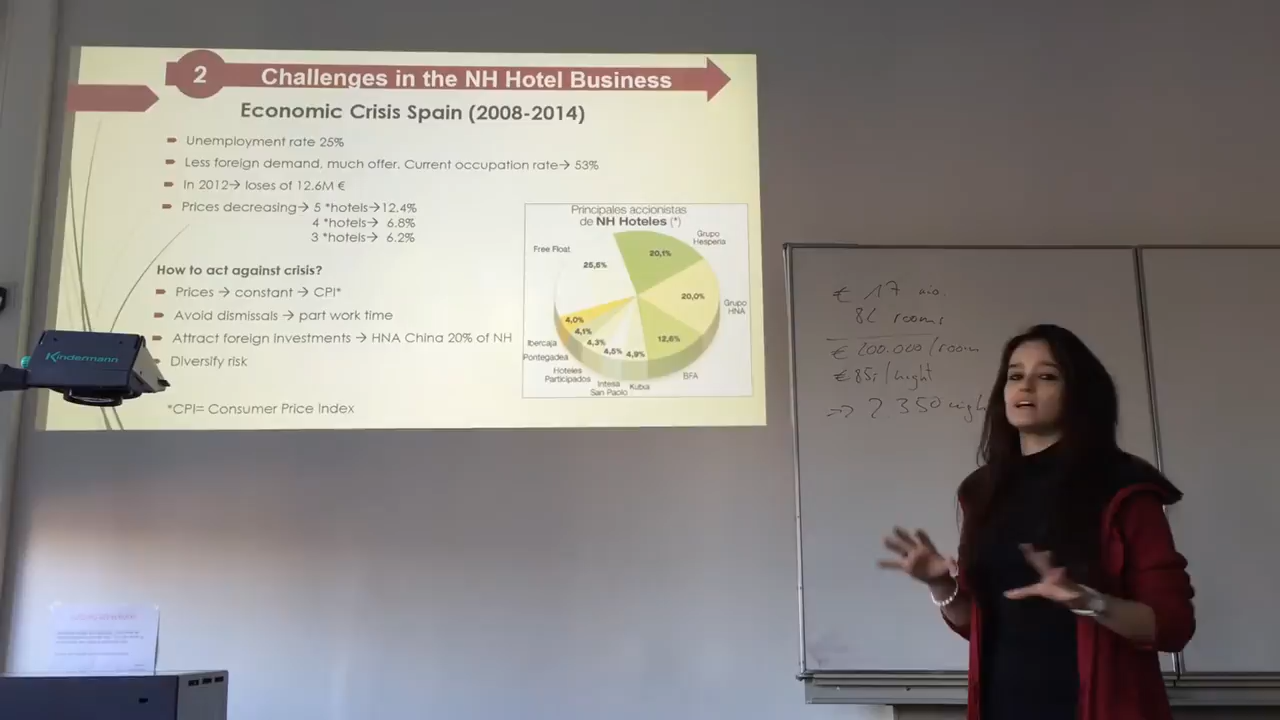 2
Challenges in the NH Hotel Business
Economic Crisis Spain (2008-2014)
Unemployment rate 25%
Less foreign demand, much offer. Current occupation rate→ 53%
In 2012→ loses of 12.6M €
Prices decreasing→ 5 *hotels→12.4%
4 *hotels→ 6.8%
3 *hotels→ 6.2%
How to act against crisis?
Prices → constant → CPI*
Avoid dismissals → part work time
Attract foreign investments → HNA China 20% of NH
Diversify risk
*CPI= Consumer Price Index
Principales accionistas
de NH Hoteles (*)
Free Float
25,6%
Grupo
Hesperia
20,1%
Grupo
HNA
20,0%
BFA
12,6%
Kutxa
4,9%
Intesa
San Paolo
4,5%
Hoteles
Participados
4,3%
Pontegadea
4,1%
Ibercaja
4,0%
Kindermann
€ 17 mio.
82 rooms
€ 200.000/room
€ 85,/night
⇒ 2 350 nigh